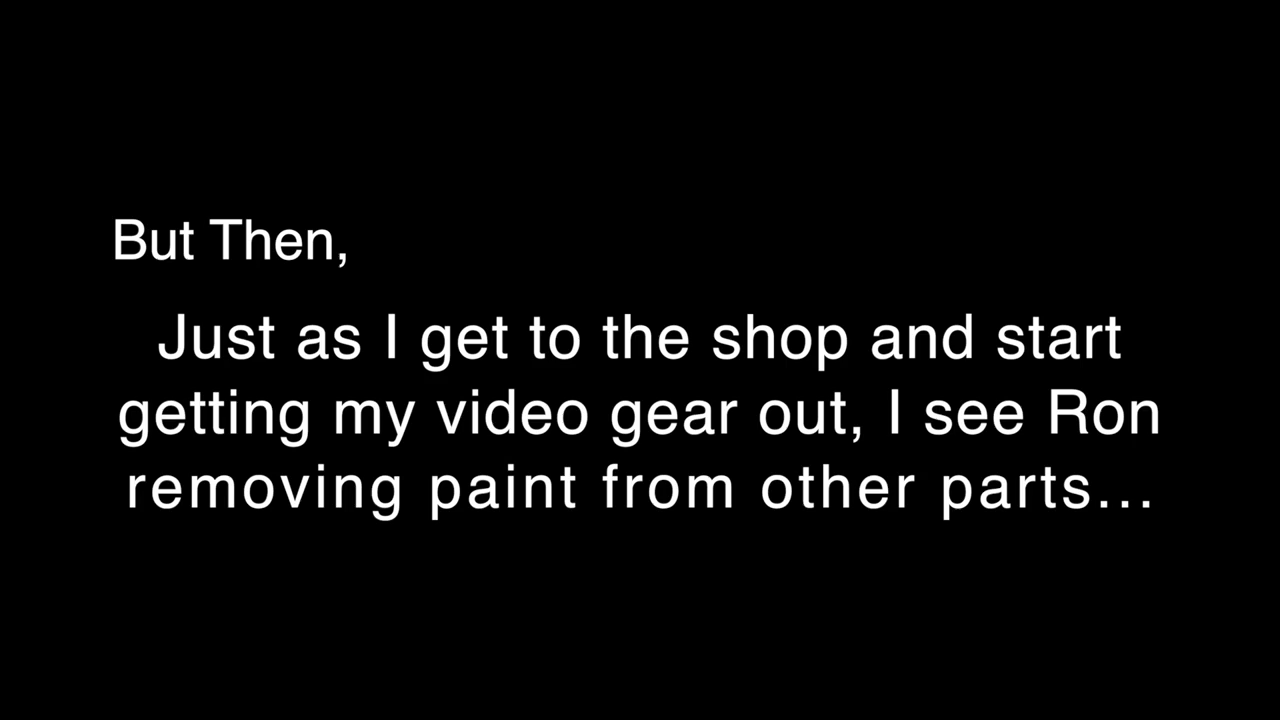 But Then,
Just as I get to the shop and start
getting my video gear out, I see Ron
removing paint from other parts...